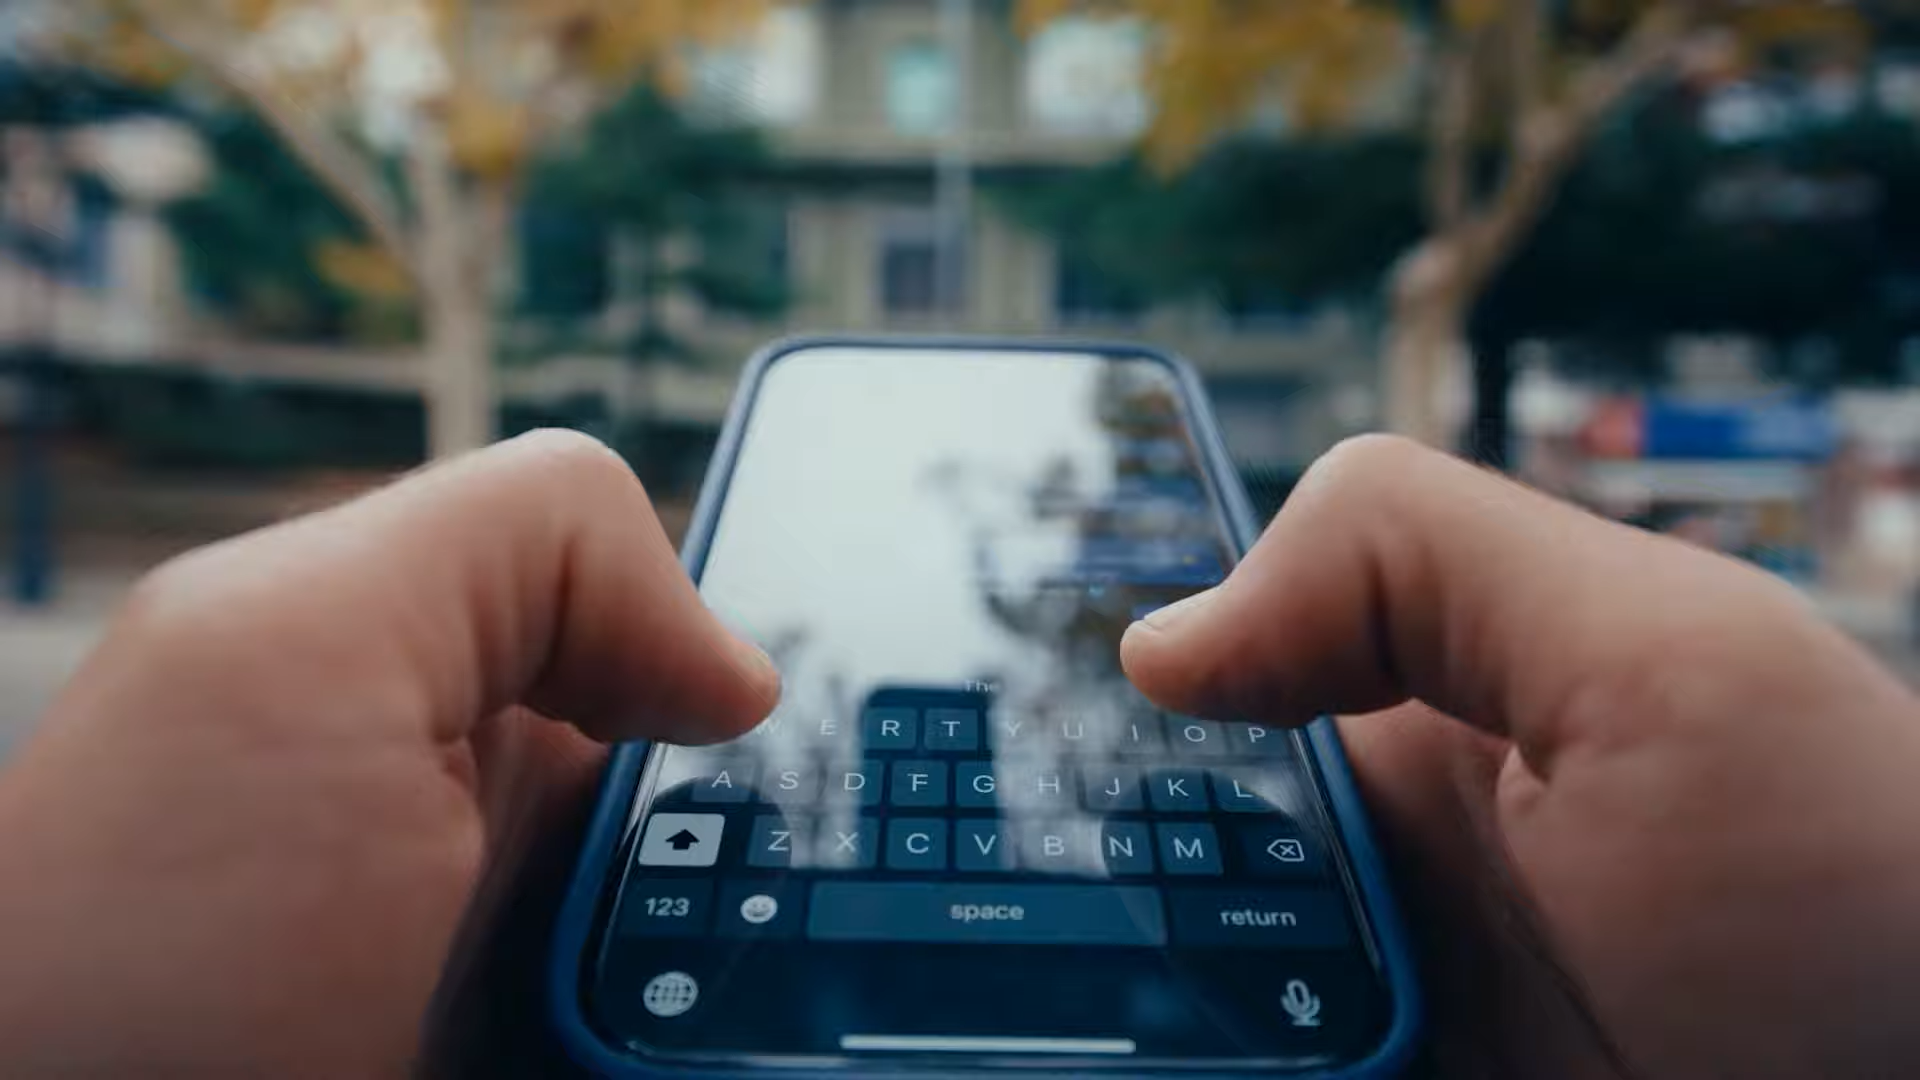 The
W E R T Y U I O P
A S D F G H J K L
Z X C V B N M
123 space return